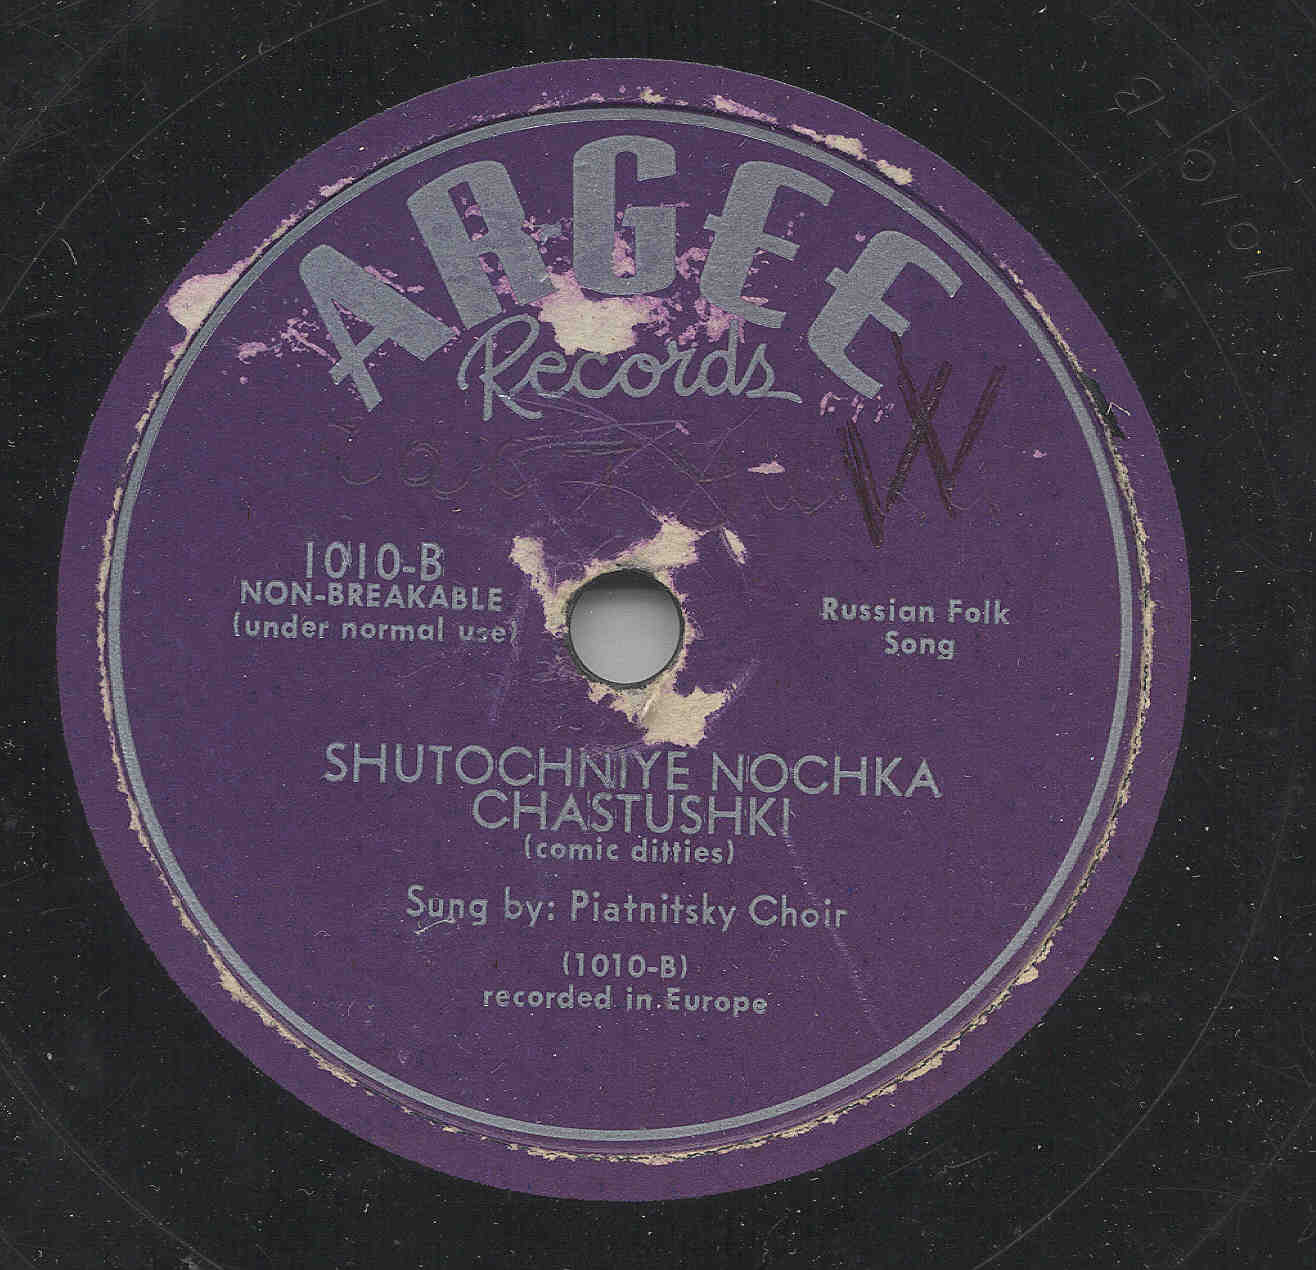 ARGEE
Records
1010-B
NON-BREAKABLE
(under normal use)
Russian Folk
Song
SHUTOCHNIYE NOCHKA
CHASTUSHKI
(comic ditties)
Sung by: Piatnitsky Choir
(1010-B)
recorded in Europe
1010-B